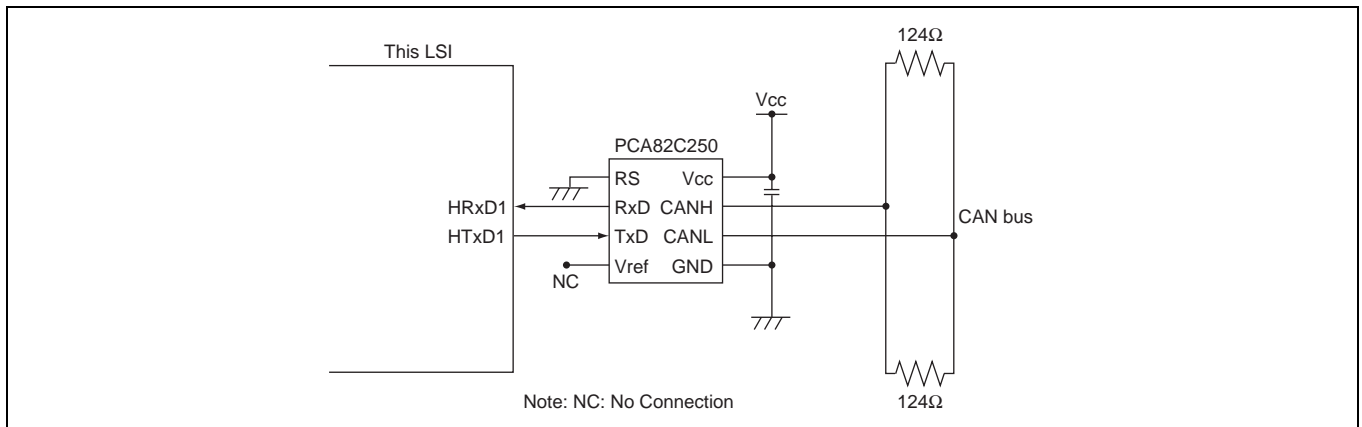 124Ω
This LSI
Vcc
PCA82C250
RS Vcc
HRxD1 RxD CANH
CAN bus
HTxD1 TxD CANL
Vref GND
NC
124Ω
Note: NC: No Connection